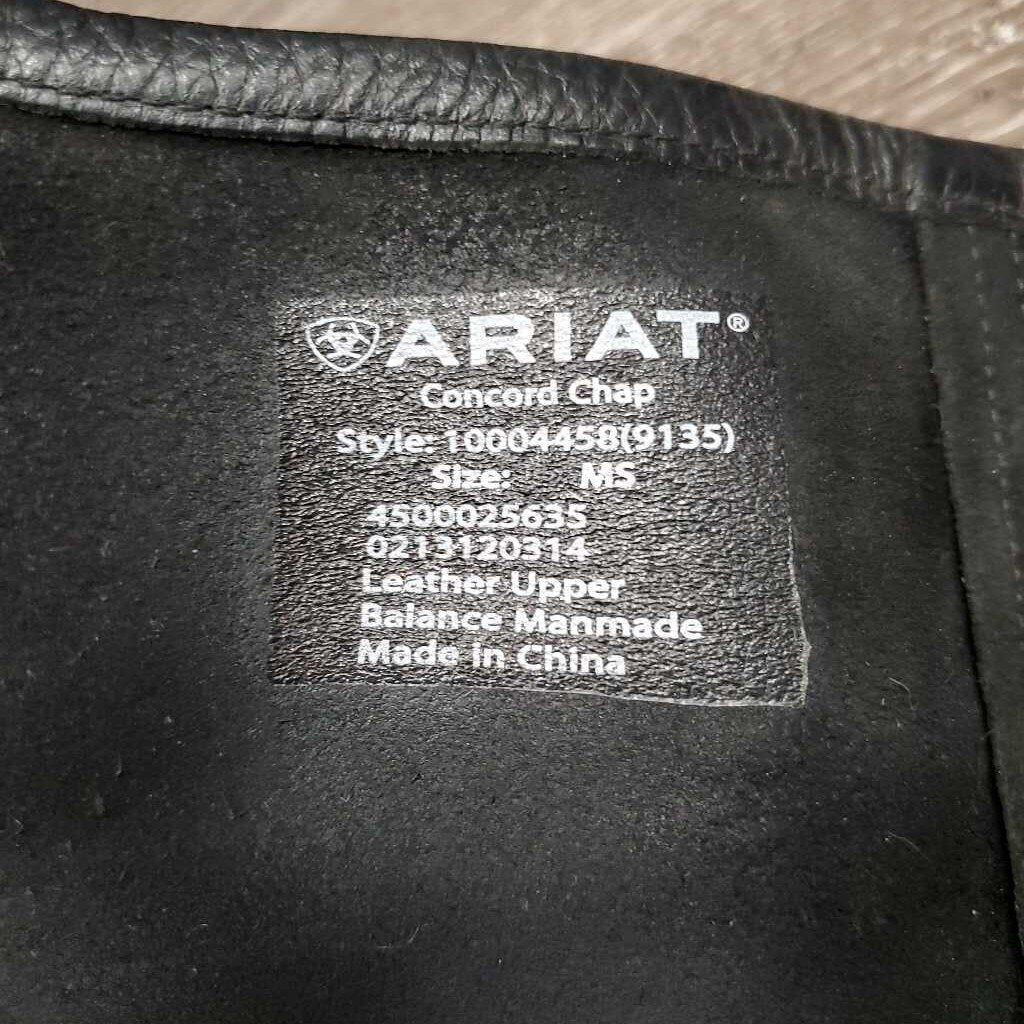 ARIAT®
Concord Chap
Style: 10004458(9135)
Size: MS
4500025635
0213120314
Leather Upper
Balance Manmade
Made in China